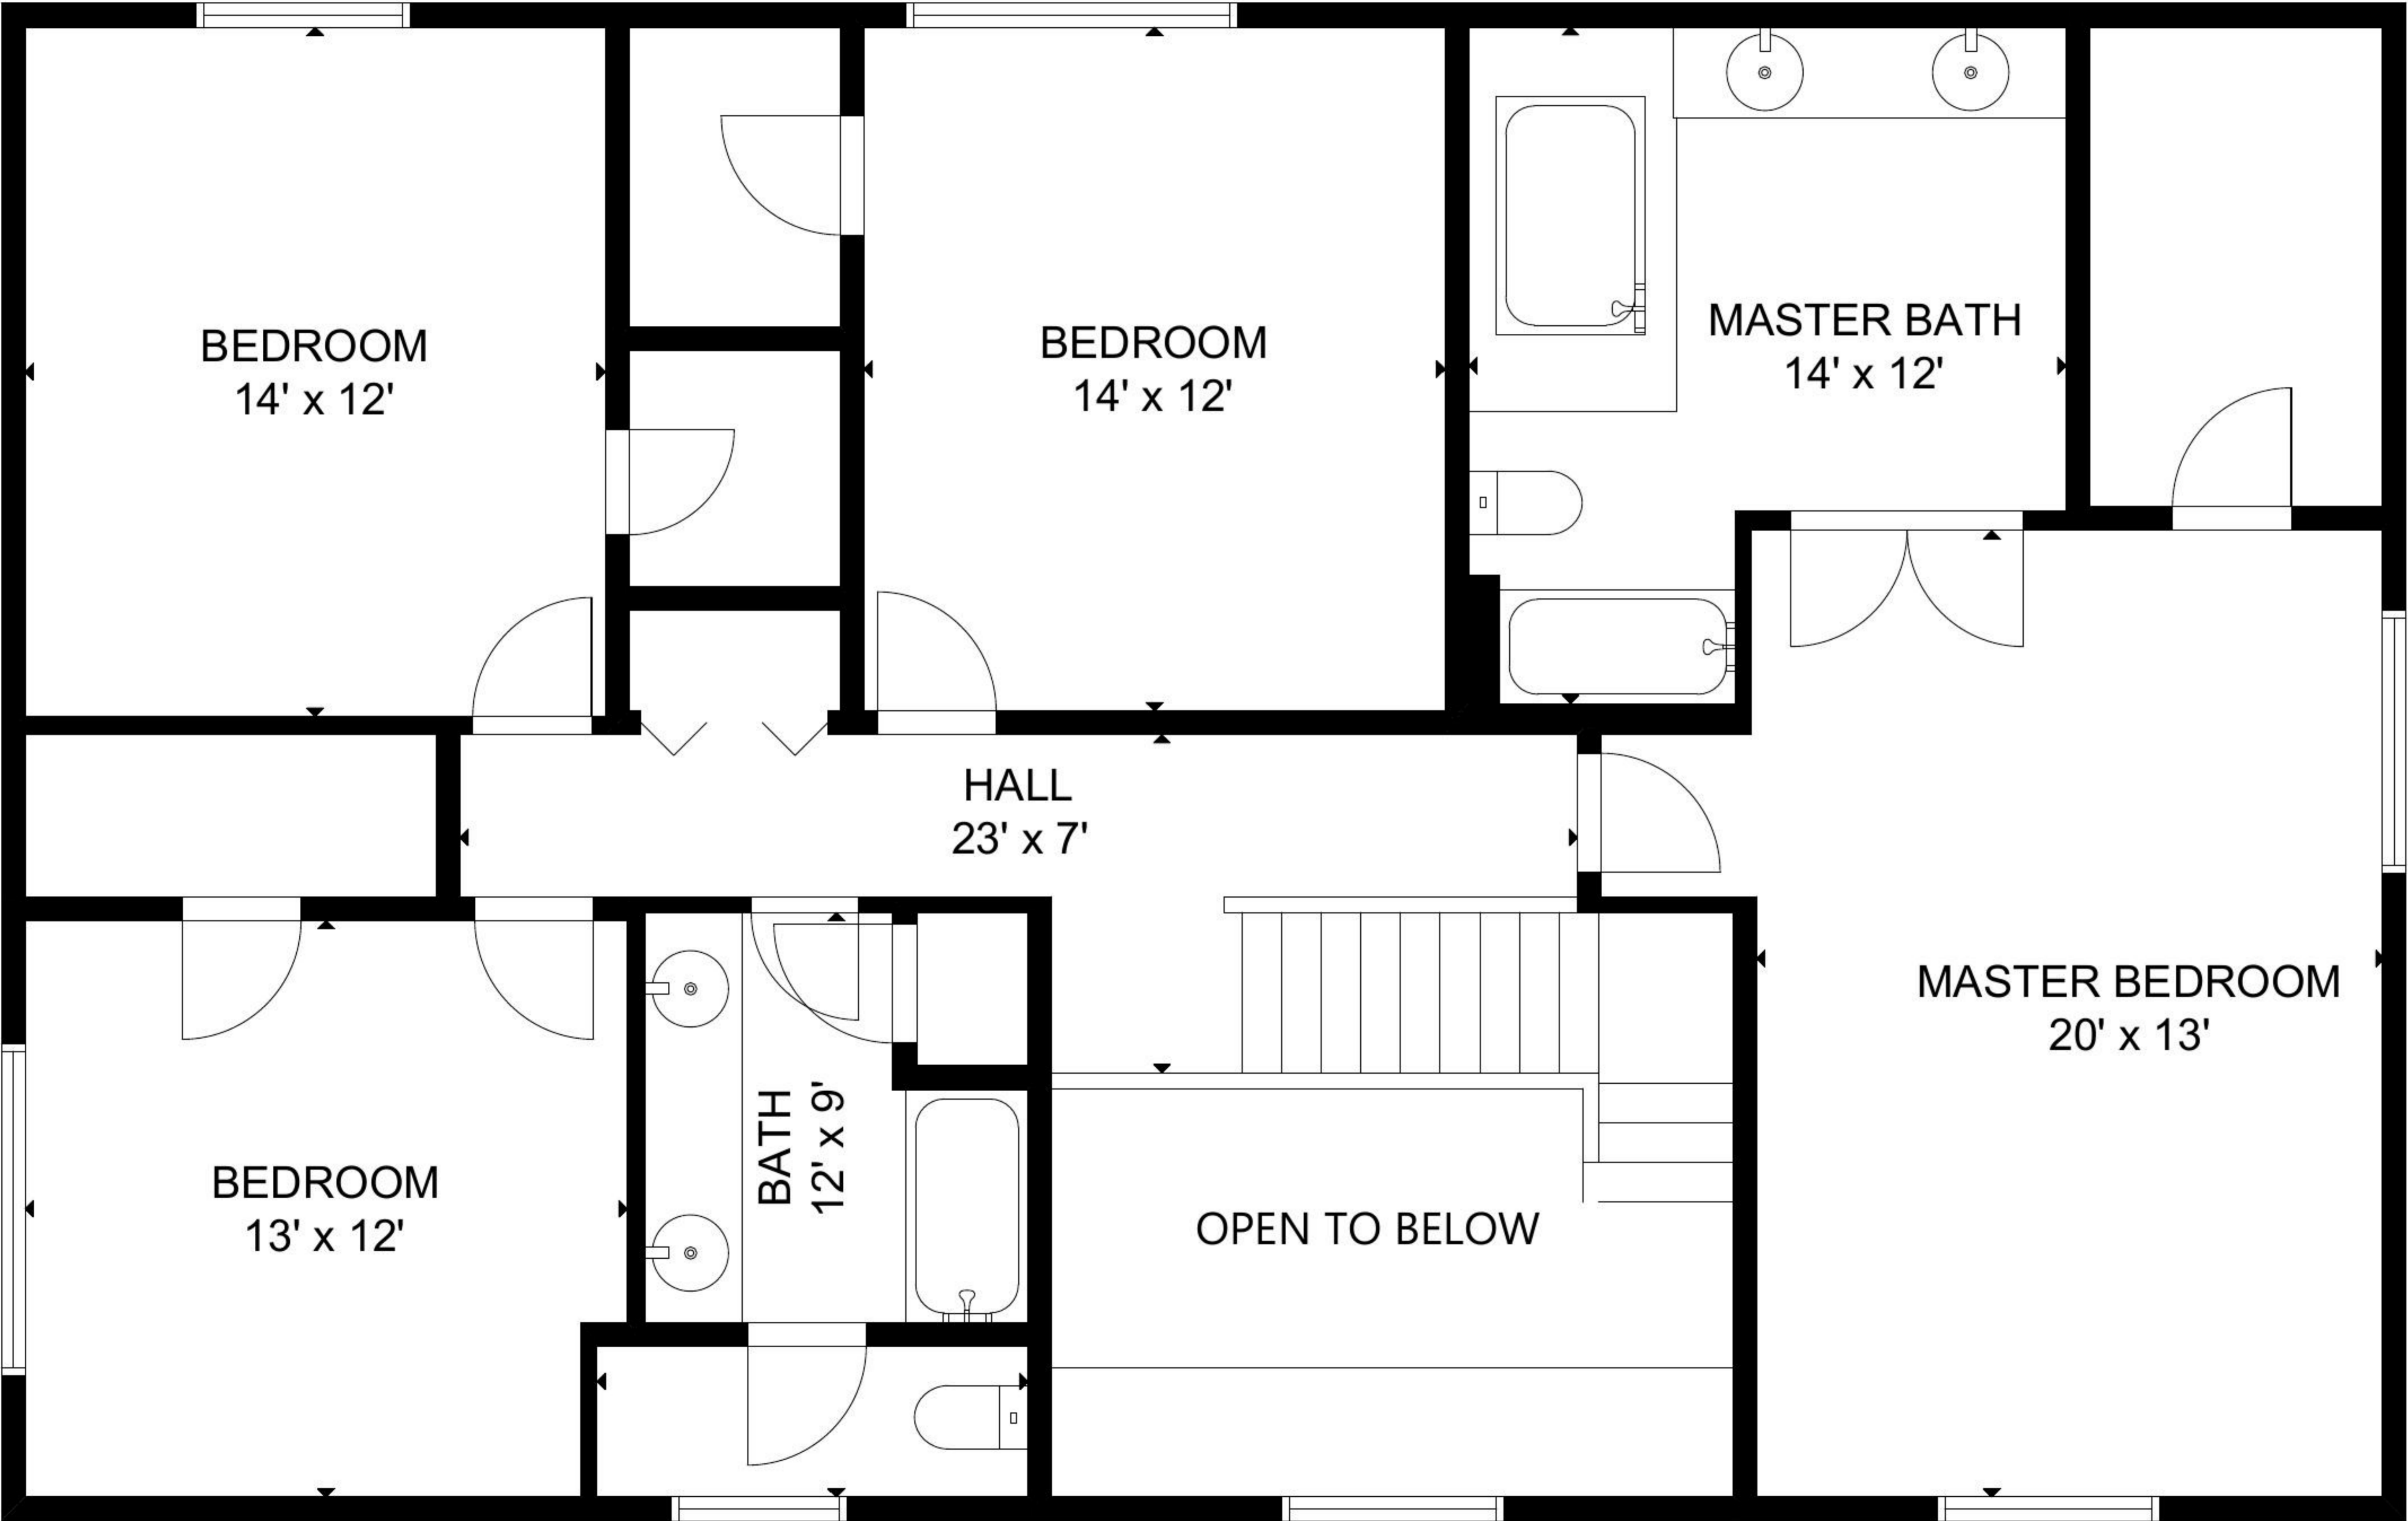 BEDROOM
14' x 12'
BEDROOM
14' x 12'
MASTER BATH
14' x 12'
HALL
23' x 7'
MASTER BEDROOM
20' x 13'
BEDROOM
13' x 12'
BATH
12' x 9'
OPEN TO BELOW